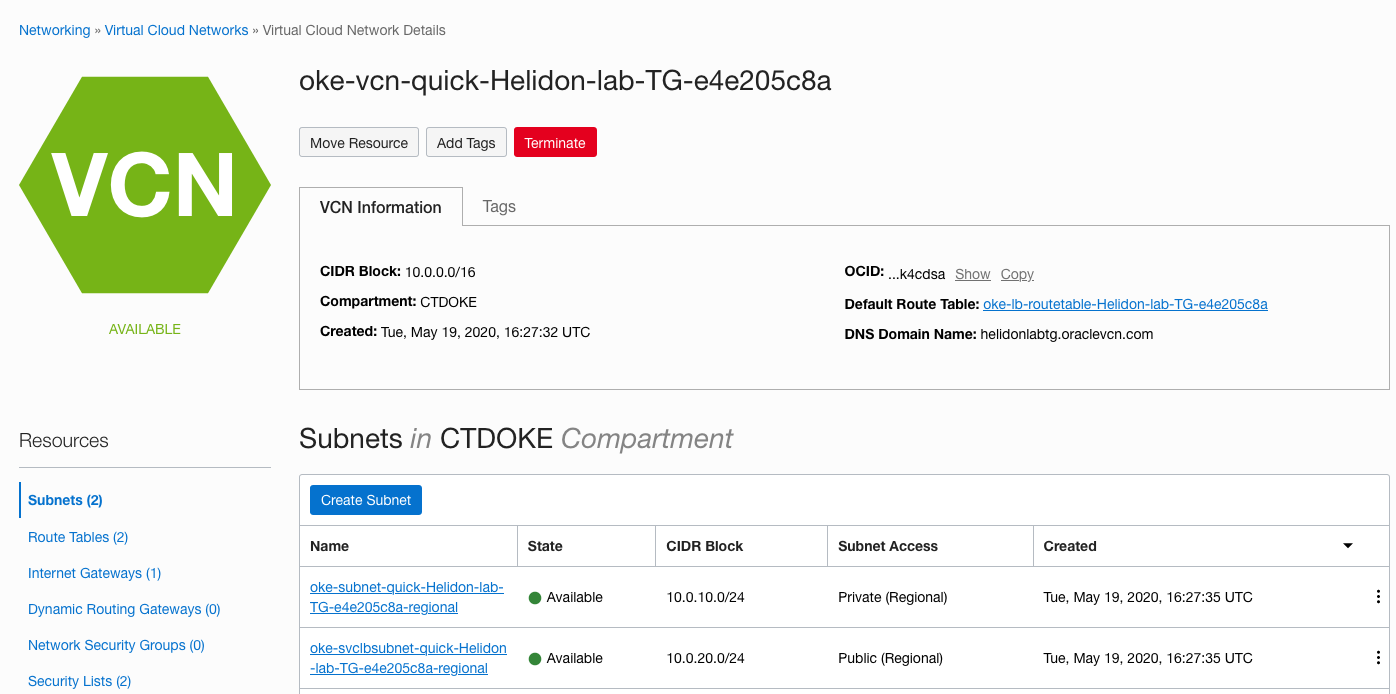 Networking » Virtual Cloud Networks » Virtual Cloud Network Details
VCN
AVAILABLE
oke-vcn-quick-Helidon-lab-TG-e4e205c8a
Move Resource Add Tags Terminate
VCN Information Tags
CIDR Block: 10.0.0.0/16
Compartment: CTDOKE
Created: Tue, May 19, 2020, 16:27:32 UTC
OCID: ...k4cdsa Show Copy
Default Route Table: oke-lb-routetable-Helidon-lab-TG-e4e205c8a
DNS Domain Name: helidonlabtg.oraclevcn.com
Resources
Subnets (2)
Route Tables (2)
Internet Gateways (1)
Dynamic Routing Gateways (0)
Network Security Groups (0)
Security Lists (2)
Subnets in CTDOKE Compartment
Create Subnet
Name State CIDR Block Subnet Access Created
oke-subnet-quick-Helidon-lab-
TG-e4e205c8a-regional
Available 10.0.10.0/24 Private (Regional) Tue, May 19, 2020, 16:27:35 UTC
oke-svclbsubnet-quick-Helidon
-lab-TG-e4e205c8a-regional
Available 10.0.20.0/24 Public (Regional) Tue, May 19, 2020, 16:27:35 UTC